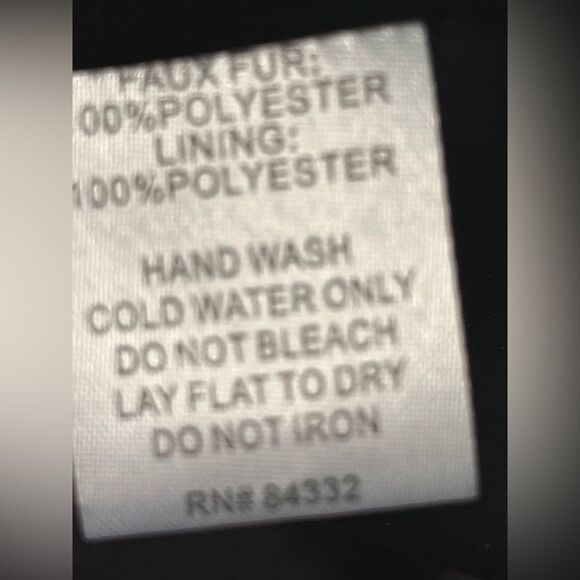 FAUX FUR:
00%POLYESTER
LINING:
100%POLYESTER
HAND WASH
COLD WATER ONLY
DO NOT BLEACH
LAY FLAT TO DRY
DO NOT IRON
RN# 84332